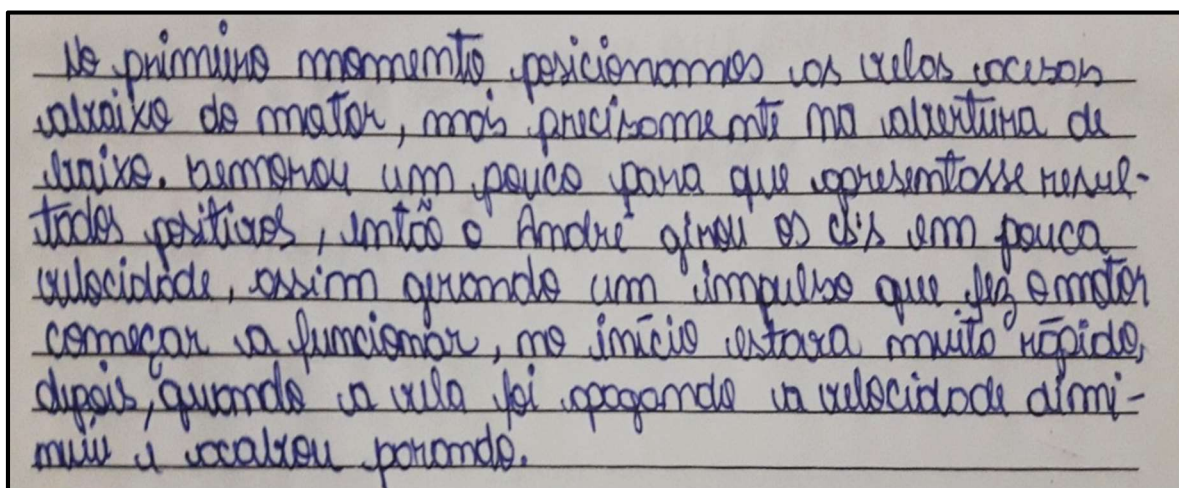 No primeiro momento posicionamos as velas acesas
abaixo do motor, mais precisamente na abertura de
baixo. Demorou um pouco para que apresentasse resul-
tados positivos, então o André girou os cd's em pouca
velocidade, assim gerando um impulso que fez o motor
começar a funcionar, no início estava muito rápido,
depois, quando a vela foi apagando a velocidade dimi-
nuiu e acabou parando.